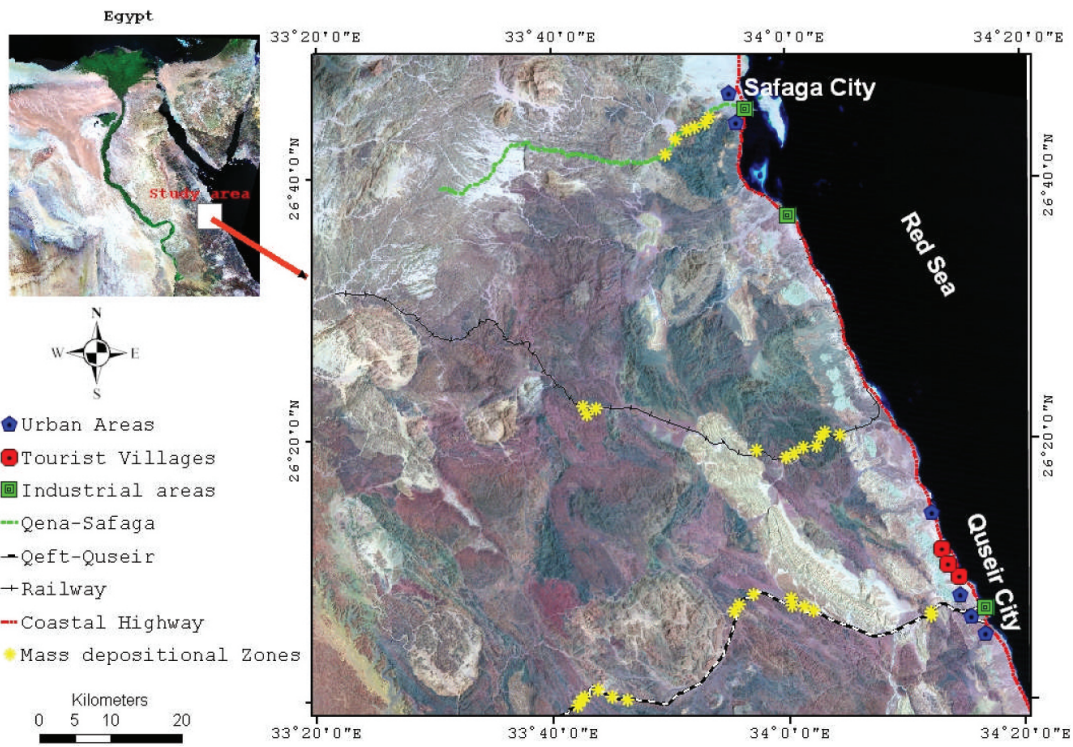 Egypt
Study area
N
W
E
S
Urban Areas
Tourist Villages
Industrial areas
Qena-Safaga
Qeft-Quseir
Railway
Coastal Highway
Mass depositional Zones
Kilometers
0 5 10 20
33°20'0"E 33°40'0"E 34°0'0"E 34°20'0"E
26°40'0"N
26°20'0"N
Safaga City
Red Sea
Quseir City
26°40'0"N
26°20'0"N
33°20'0"E 33°40'0"E 34°0'0"E 34°20'0"E